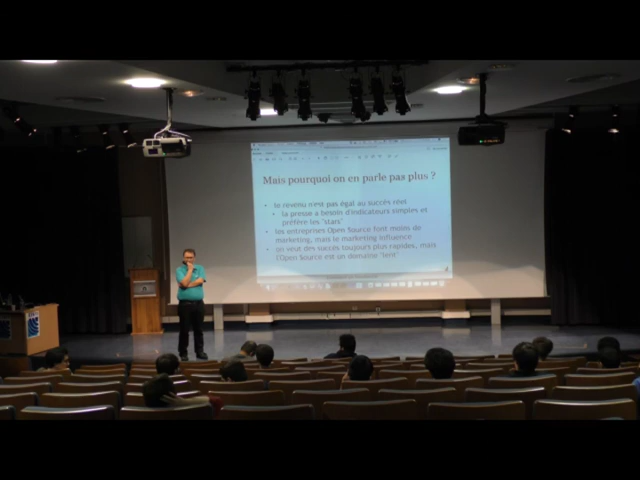 Mais pourquoi on en parle pas plus ?
le revenu n'est pas égal au succès réel
la presse a besoin d'indicateurs simples et
préfère les "stars"
les entreprises Open Source font moins de
marketing, mais le marketing influence
on veut des succès toujours plus rapides, mais
l'Open Source est un domaine "lent"